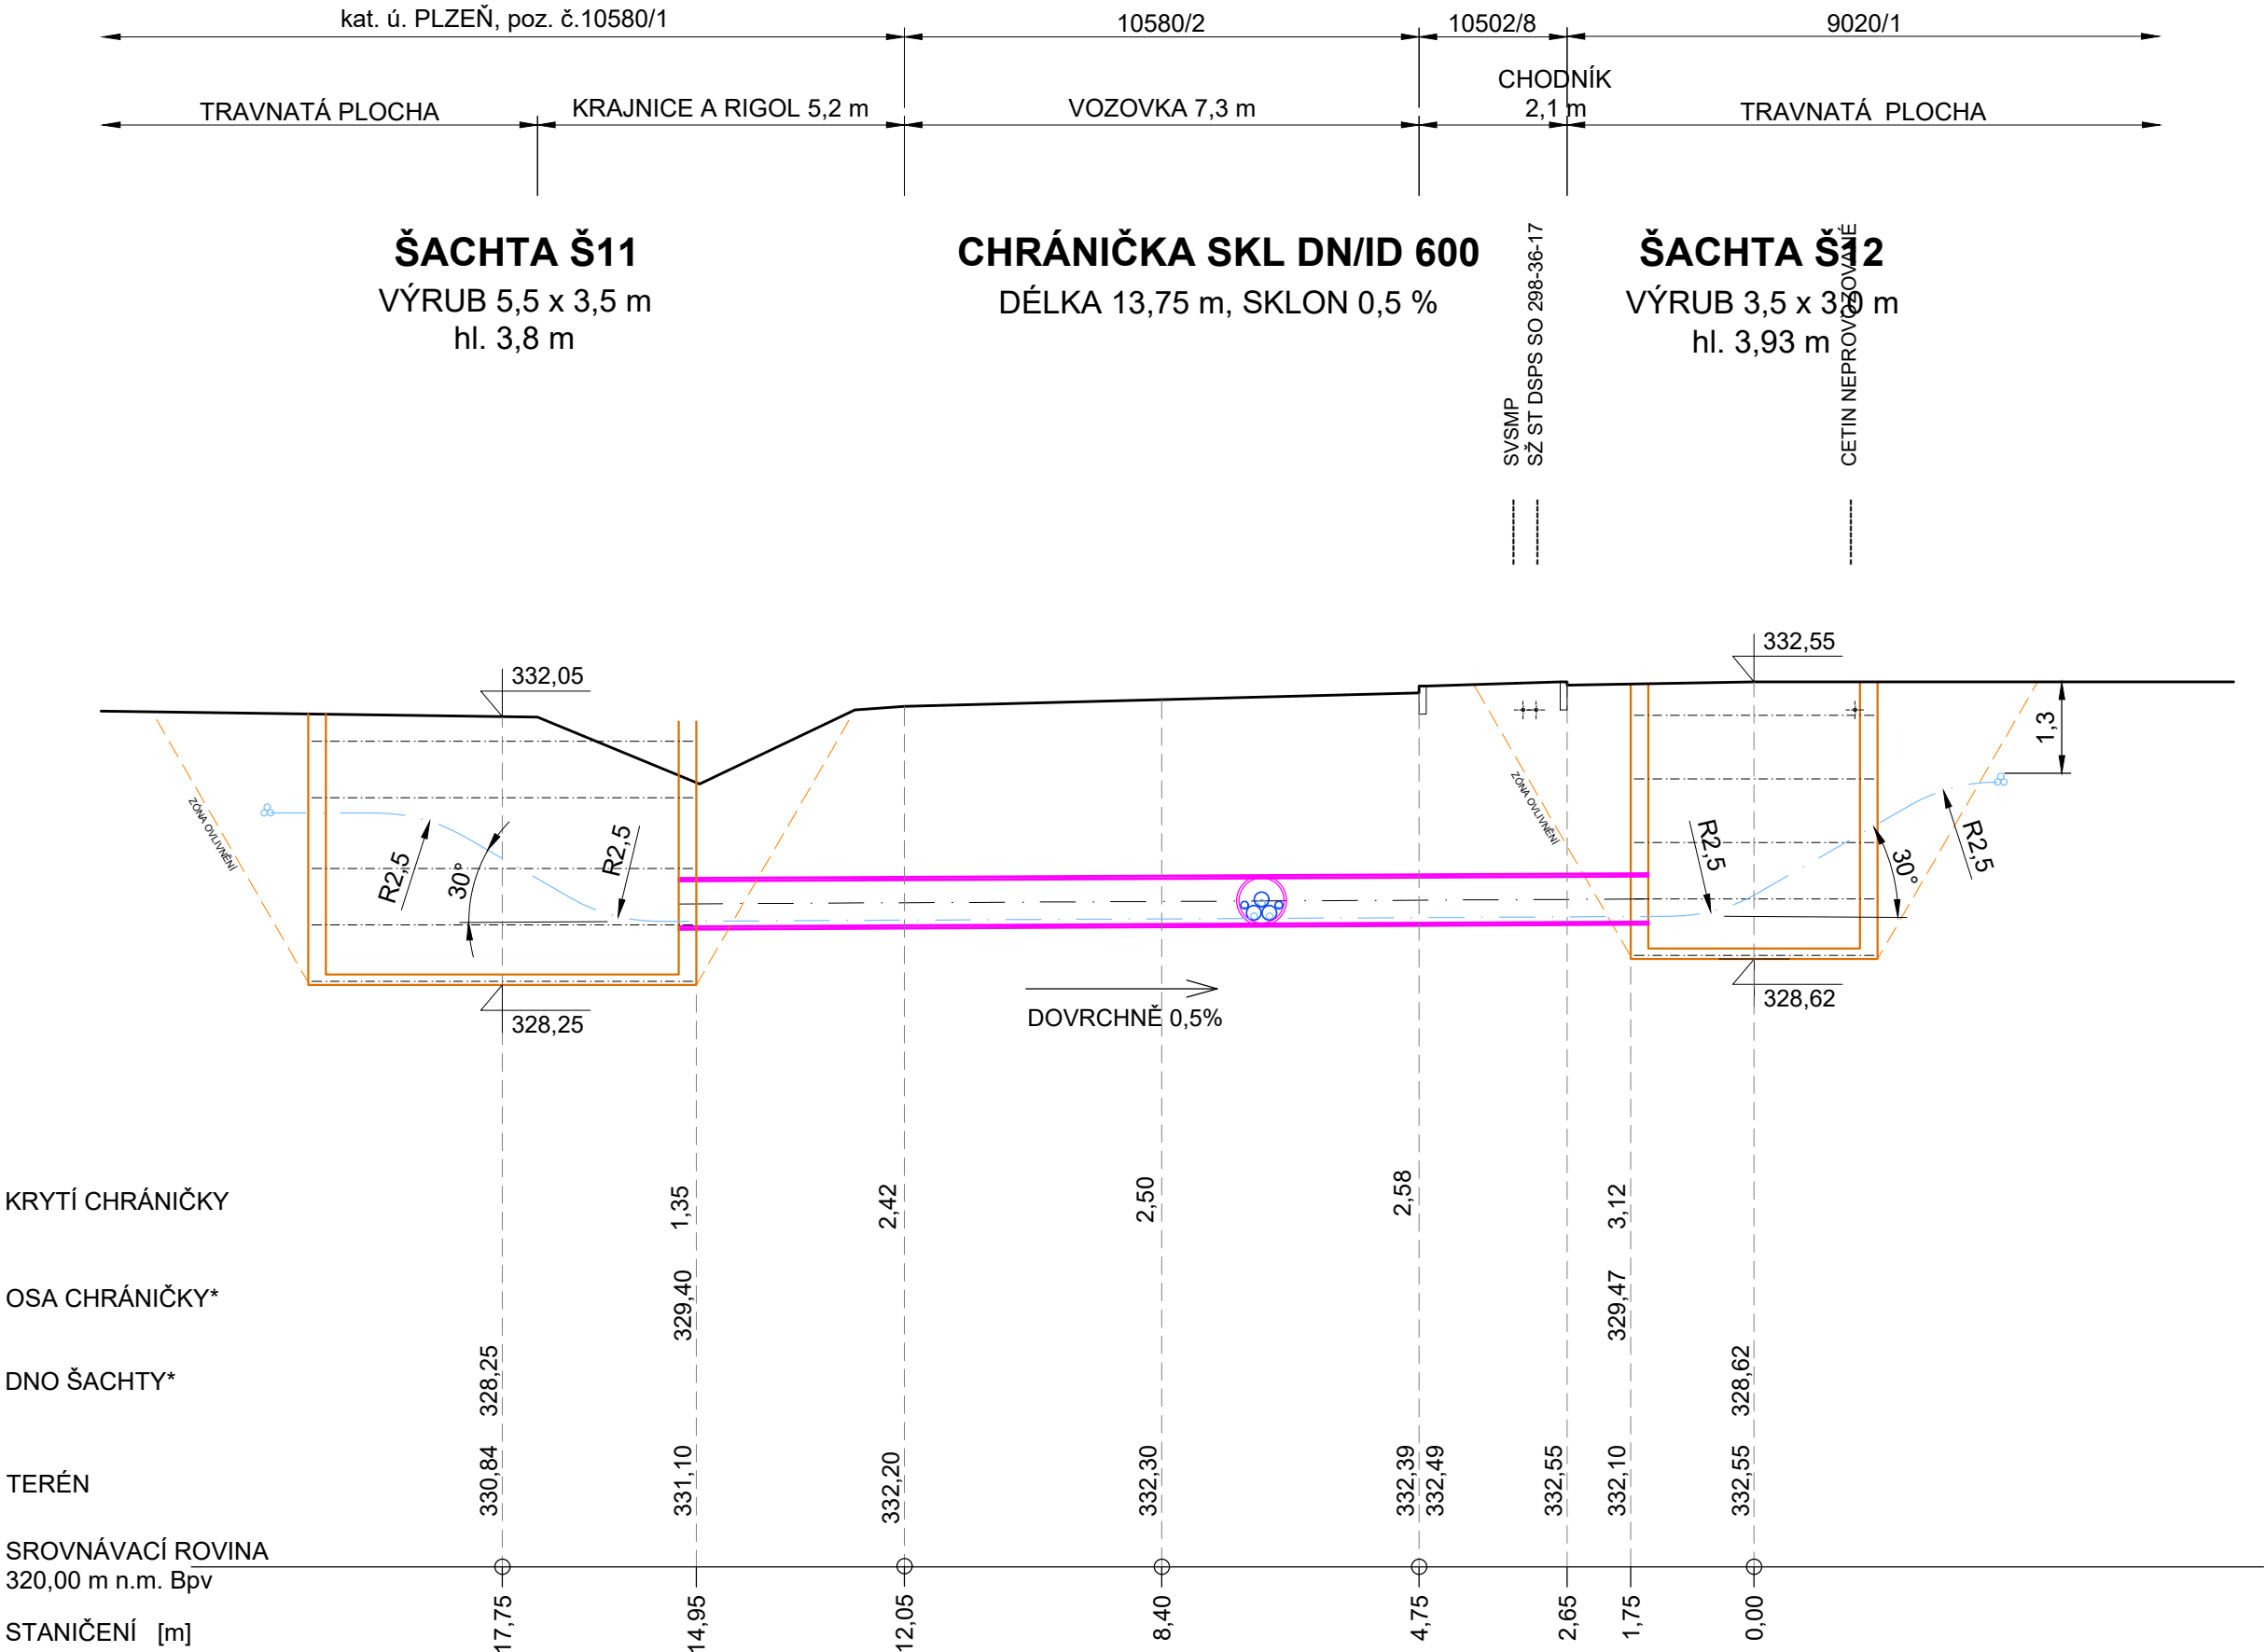 kat. ú. PLZEŇ, poz. č.10580/1
10580/2
10502/8
9020/1
TRAVNATÁ PLOCHA
KRAJNICE A RIGOL 5,2 m
VOZOVKA 7,3 m
CHODNÍK
2,1 m
TRAVNATÁ PLOCHA
ŠACHTA Š11
VÝRUB 5,5 x 3,5 m
hl. 3,8 m
CHRÁNIČKA SKL DN/ID 600
DÉLKA 13,75 m, SKLON 0,5 %
SVSMP
SŽ ST DSPS SO 298-36-17
ŠACHTA Š12
VÝRUB 3,5 x 3,0 m
hl. 3,93 m
CETIN NEPROVOZOVANÉ
332,05
332,55
1,3
ZÓNA OVLIVNĚNÍ
R2,5
30°
R2,5
ZÓNA OVLIVNĚNÍ
R2,5
30°
R2,5
328,25
DOVRCHNĚ 0,5%
328,62
KRYTÍ CHRÁNIČKY
1,35
2,42
2,50
2,58
3,12
OSA CHRÁNIČKY*
329,40
329,47
DNO ŠACHTY*
328,25
328,62
TERÉN
330,84
331,10
332,20
332,30
332,39
332,49
332,55
332,10
332,55
SROVNÁVACÍ ROVINA
320,00 m n.m. Bpv
STANIČENÍ [m]
17,75
14,95
12,05
8,40
4,75
2,65
1,75
0,00